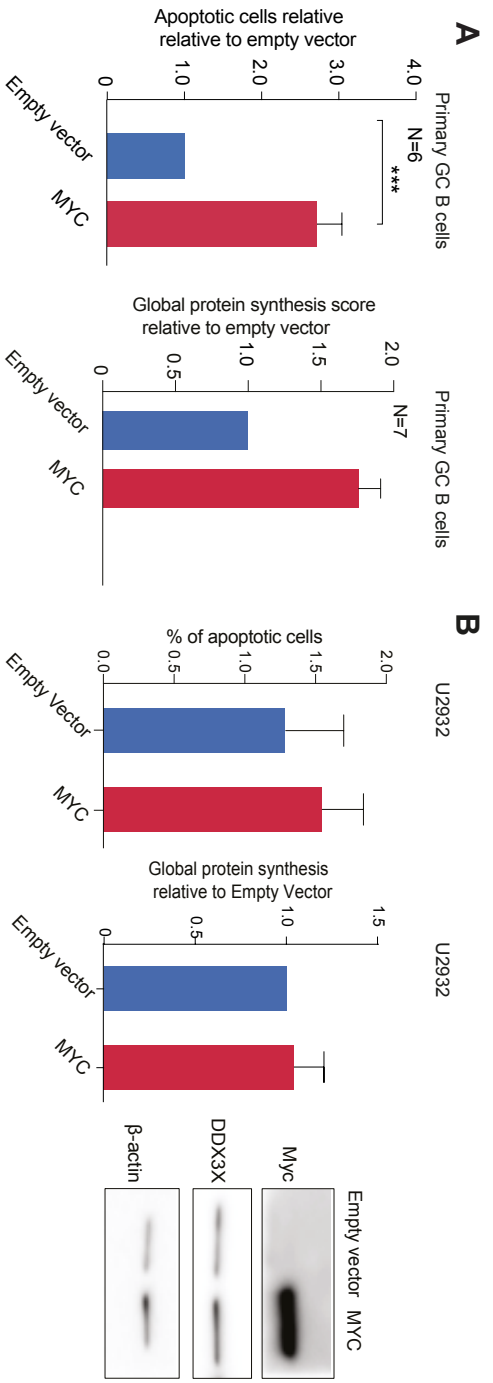 A
Primary GC B cells
Apoptotic cells relative
relative to empty vector
4.0
3.0
2.0
1.0
0
N=6
***
Empty vector
MYC
Primary GC B cells
Global protein synthesis score
relative to empty vector
2.0
1.5
1.0
0.5
0
N=7
Empty vector
MYC
B
U2932
% of apoptotic cells
2.0
1.5
1.0
0.5
0.0
Empty Vector
MYC
U2932
Global protein synthesis
relative to Empty Vector
1.5
1.0
0.5
0
Empty vector
MYC
Empty vector MYC
Myc
DDX3X
β-actin